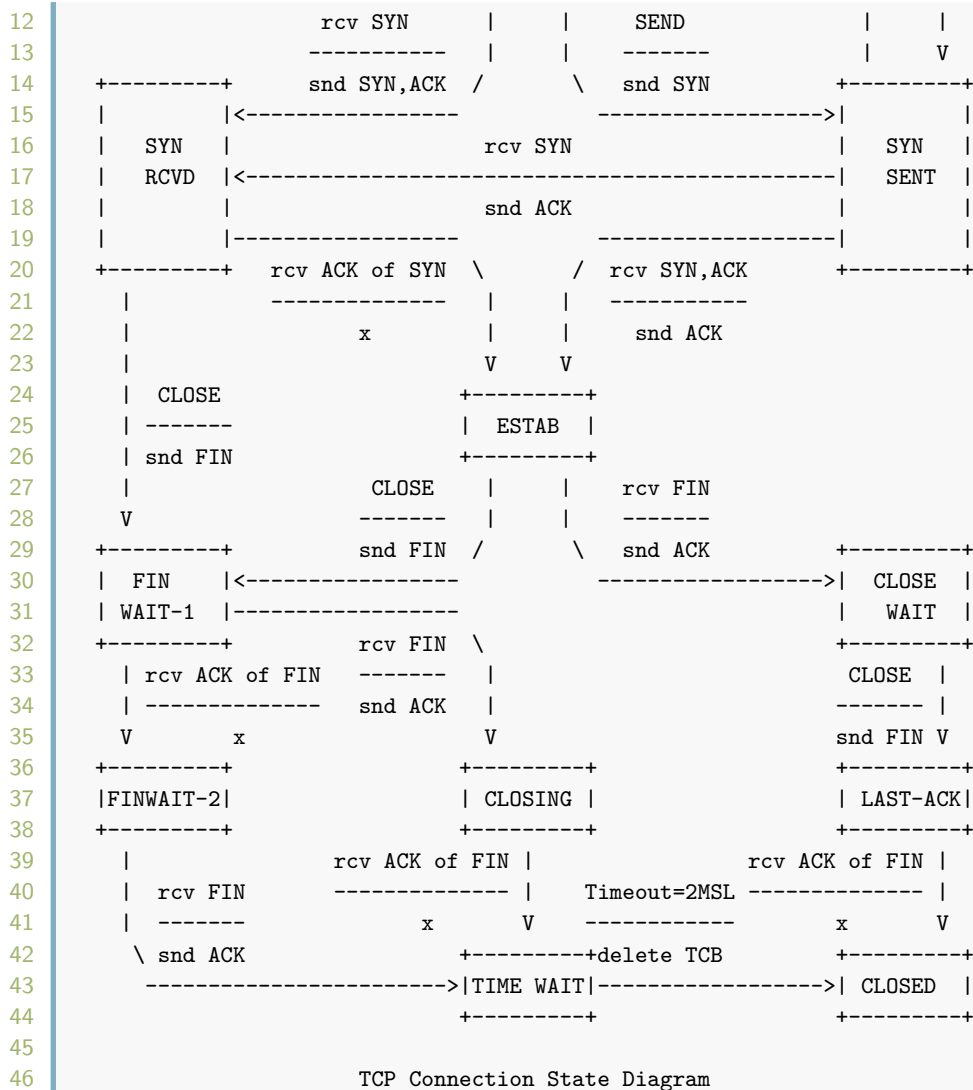 12                              rcv SYN      |     |     SEND              |    |
13                             -----------   |     |    -------            |    V
14    +---------+    snd SYN,ACK  /       \   snd SYN         +---------+
15    |         |<-----------------           ------------------>|         |
16    |   SYN   |                    rcv SYN                     |   SYN   |
17    |   RCVD  |<-----------------------------------------------|   SENT  |
18    |         |                    snd ACK                     |         |
19    |         |------------------           -------------------|         |
20    +---------+   rcv ACK of SYN  \       /  rcv SYN,ACK       +---------+
21      |           --------------   |     |   -----------
22      |                  x         |     |     snd ACK
23      |                            V     V
24      |  CLOSE                   +---------+
25      | -------                  |  ESTAB  |
26      | snd FIN                  +---------+
27      |                   CLOSE    |     |    rcv FIN
28      V                  -------   |     |    -------
29    +---------+          snd FIN  /       \   snd ACK          +---------+
30    |  FIN    |<-----------------           ------------------>|  CLOSE  |
31    | WAIT-1  |------------------                              |   WAIT  |
32    +---------+          rcv FIN  \                            +---------+
33      | rcv ACK of FIN   -------   |                            CLOSE  |
34      | --------------   snd ACK   |                           ------- |
35      V        x                   V                           snd FIN V
36    +---------+                  +---------+                   +---------+
37    |FINWAIT-2|                  | CLOSING |                   | LAST-ACK|
38    +---------+                  +---------+                   +---------+
39      |                rcv ACK of FIN |                 rcv ACK of FIN |
40      |  rcv FIN       -------------- |    Timeout=2MSL -------------- |
41      |  -------              x       V    ------------        x       V
42       \ snd ACK                 +---------+delete TCB         +---------+
43        ------------------------>|TIME WAIT|------------------>| CLOSED  |
44                                 +---------+                   +---------+
45
46                         TCP Connection State Diagram